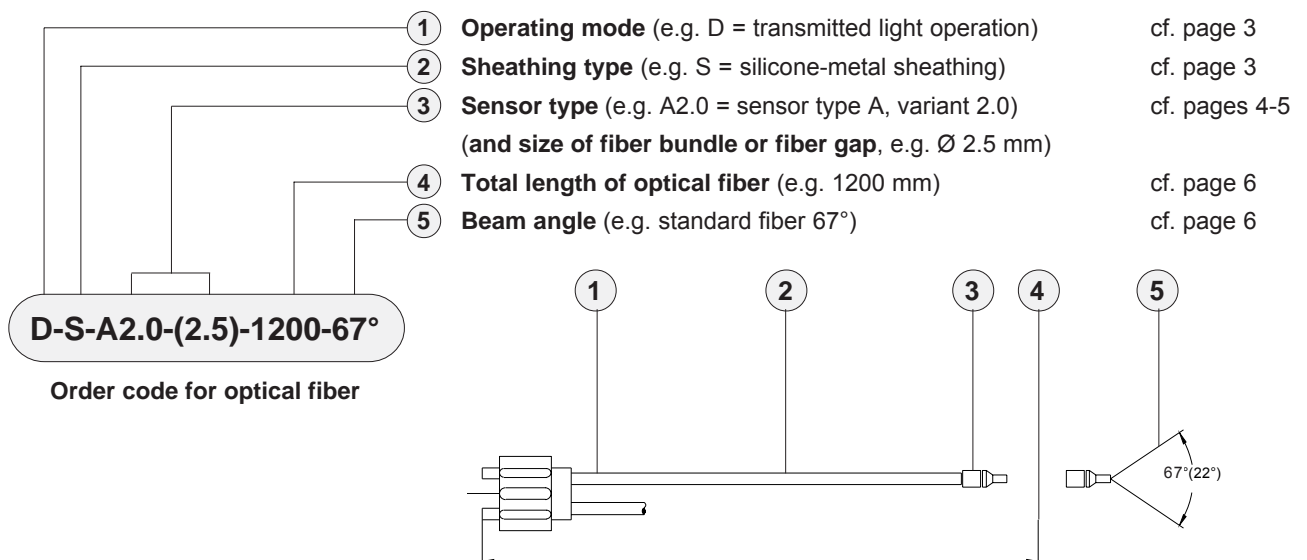 1 Operating mode (e.g. D = transmitted light operation) cf. page 3
2 Sheathing type (e.g. S = silicone-metal sheathing) cf. page 3
3 Sensor type (e.g. A2.0 = sensor type A, variant 2.0) cf. pages 4-5
(and size of fiber bundle or fiber gap, e.g. Ø 2.5 mm)
4 Total length of optical fiber (e.g. 1200 mm) cf. page 6
5 Beam angle (e.g. standard fiber 67°) cf. page 6
1 2 3 4 5
D-S-A2.0-(2.5)-1200-67°
Order code for optical fiber
67°(22°)